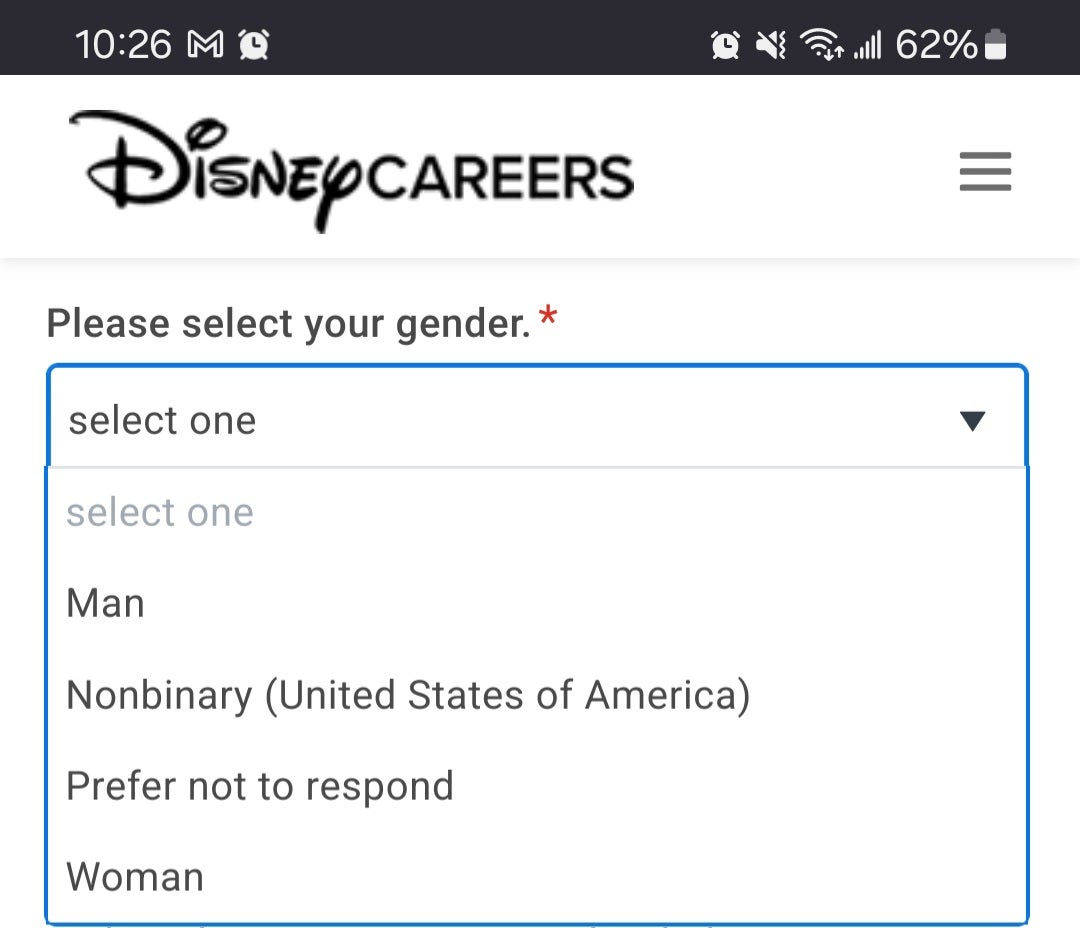 10:26 62%
DISNEY CAREERS
Please select your gender.*
select one
select one
Man
Nonbinary (United States of America)
Prefer not to respond
Woman